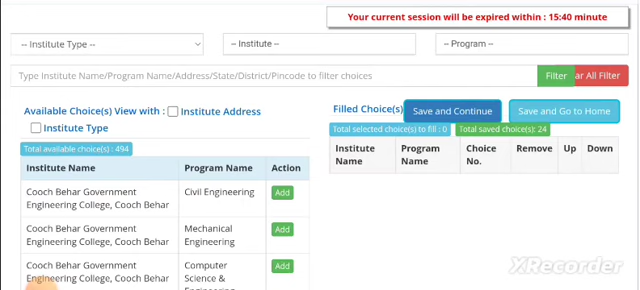 Your current session will be expired within : 15:40 minute
-- Institute Type --
-- Institute --
-- Program --
Type Institute Name/Program Name/Address/State/District/Pincode to filter choices
Filter
ar All Filter
Available Choice(s) View with : Institute Address
Institute Type
Filled Choice(s)
Save and Continue
Save and Go to Home
Total selected choice(s) to fill : 0
Total saved choice(s): 24
Total available choice(s) : 494
Institute Name Program Name Action
Cooch Behar Government
Engineering College, Cooch Behar
Civil Engineering
Add
Cooch Behar Government
Engineering College, Cooch Behar
Mechanical
Engineering
Add
Cooch Behar Government
Engineering College, Cooch Behar
Computer
Science &
Engineering
Add
Institute
Name
Program
Name
Choice
No.
Remove
Up
Down
XRecorder